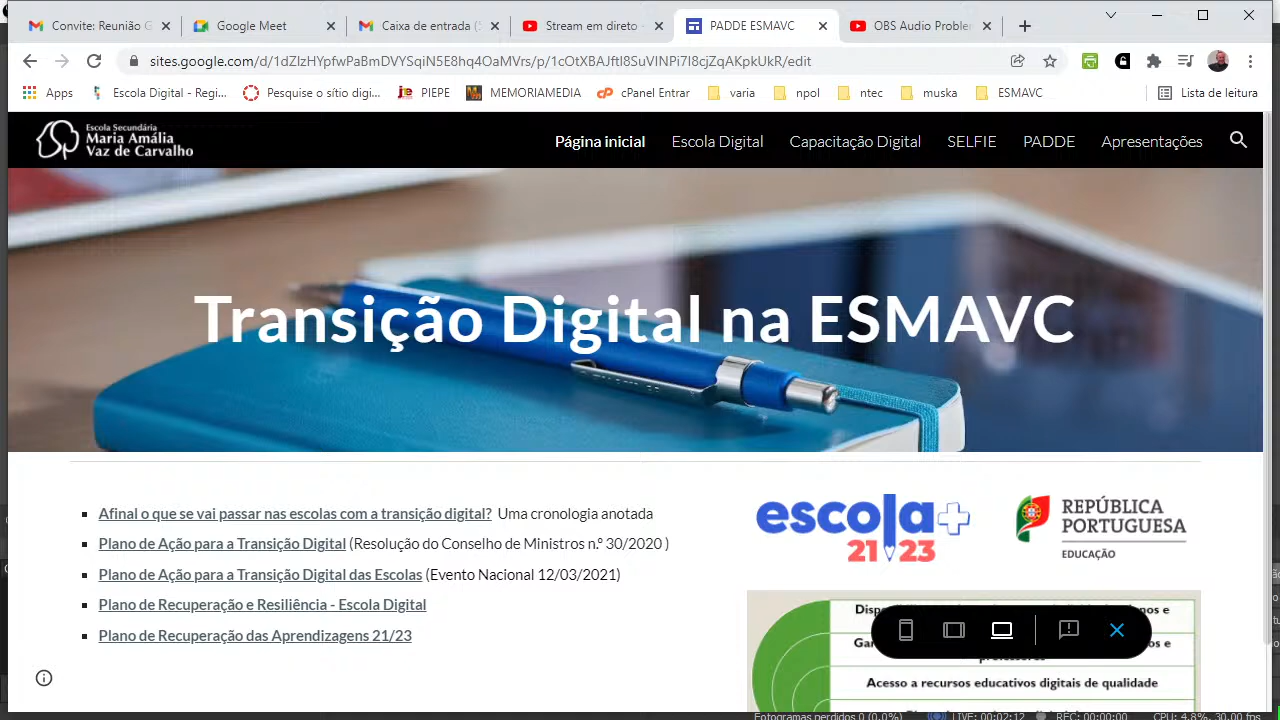 Convite: Reunião G
Google Meet
Caixa de entrada (
Stream em direto -
PADDE ESMAVC
OBS Audio Probler
Apps
Escola Digital - Regi...
Pesquise o sítio digi...
PIEPE
MEMORIAMEDIA
cPanel Entrar
varia
npol
ntec
muska
ESMAVC
Lista de leitura
Escola Secundária
Maria Amália
Vaz de Carvalho
Página inicial
Escola Digital
Capacitação Digital
SELFIE
PADDE
Apresentações
Transição Digital na ESMAVC
Afinal o que se vai passar nas escolas com a transição digital? Uma cronologia anotada
Plano de Ação para a Transição Digital (Resolução do Conselho de Ministros n.º 30/2020 )
Plano de Ação para a Transição Digital das Escolas (Evento Nacional 12/03/2021)
Plano de Recuperação e Resiliência - Escola Digital
Plano de Recuperação das Aprendizagens 21/23
escola+
21 23
REPÚBLICA
PORTUGUESA
EDUCAÇÃO
Acesso a recursos educativos digitais de qualidade
Fotogramas perdidos 0 (0,0%)
LIVE: 00:02:12
REC: 00:00:00
CPU: 4.8%, 30.00 fps